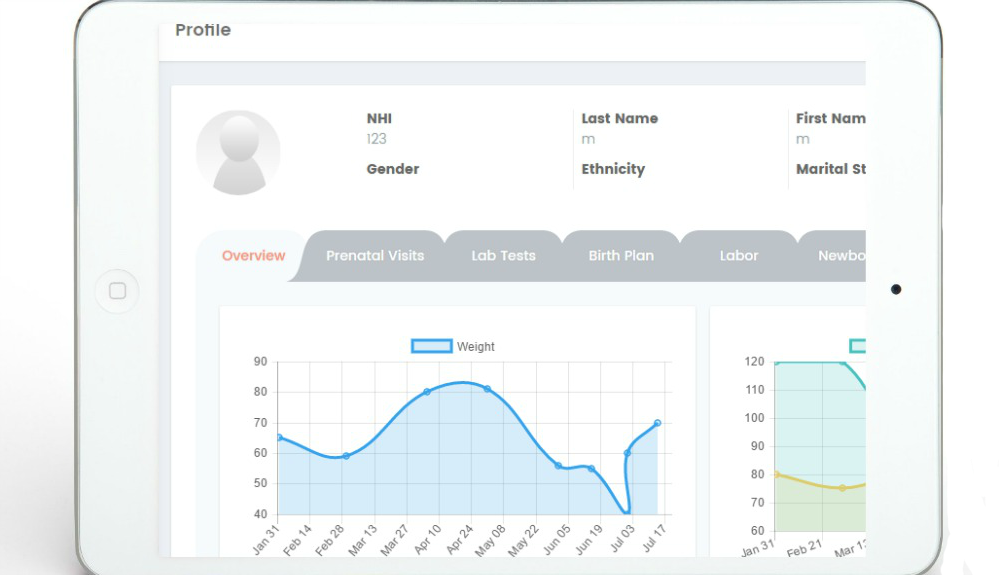 Profile
NHI Last Name First Nam
123 m m
Gender Ethnicity Marital St
Overview Prenatal Visits Lab Tests Birth Plan Labor Newbo
Weight
90
80
70
60
50
40
Jan 31 Feb 14 Feb 28 Mar 13 Mar 27 Apr 10 Apr 24 May 08 May 22 Jun 05 Jun 19 Jul 03 Jul 17
120
110
100
90
80
70
60
Jan 31 Feb 21 Mar